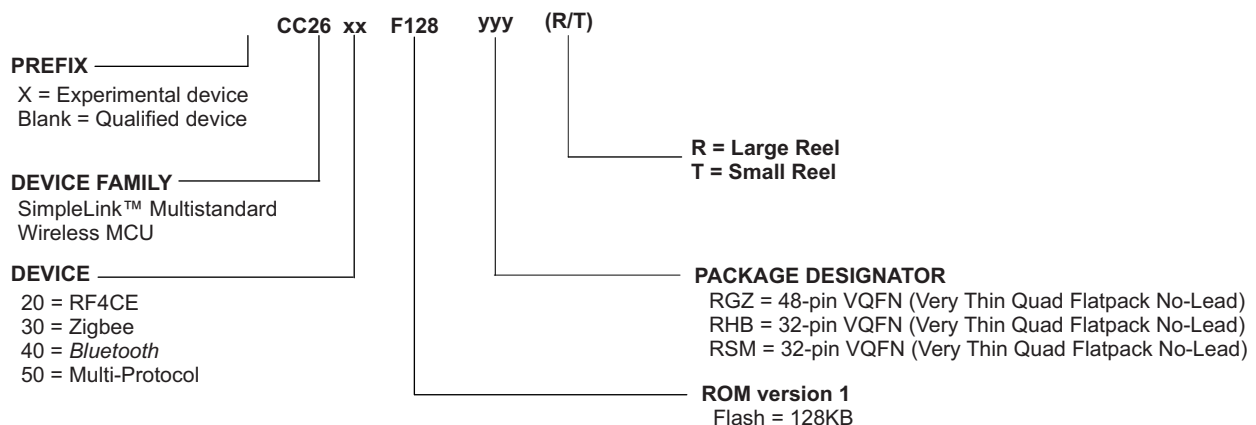 CC26 xx F128 yyy (R/T)
PREFIX
X = Experimental device
Blank = Qualified device
DEVICE FAMILY
SimpleLink™ Multistandard
Wireless MCU
DEVICE
20 = RF4CE
30 = Zigbee
40 = Bluetooth
50 = Multi-Protocol
R = Large Reel
T = Small Reel
PACKAGE DESIGNATOR
RGZ = 48-pin VQFN (Very Thin Quad Flatpack No-Lead)
RHB = 32-pin VQFN (Very Thin Quad Flatpack No-Lead)
RSM = 32-pin VQFN (Very Thin Quad Flatpack No-Lead)
ROM version 1
Flash = 128KB